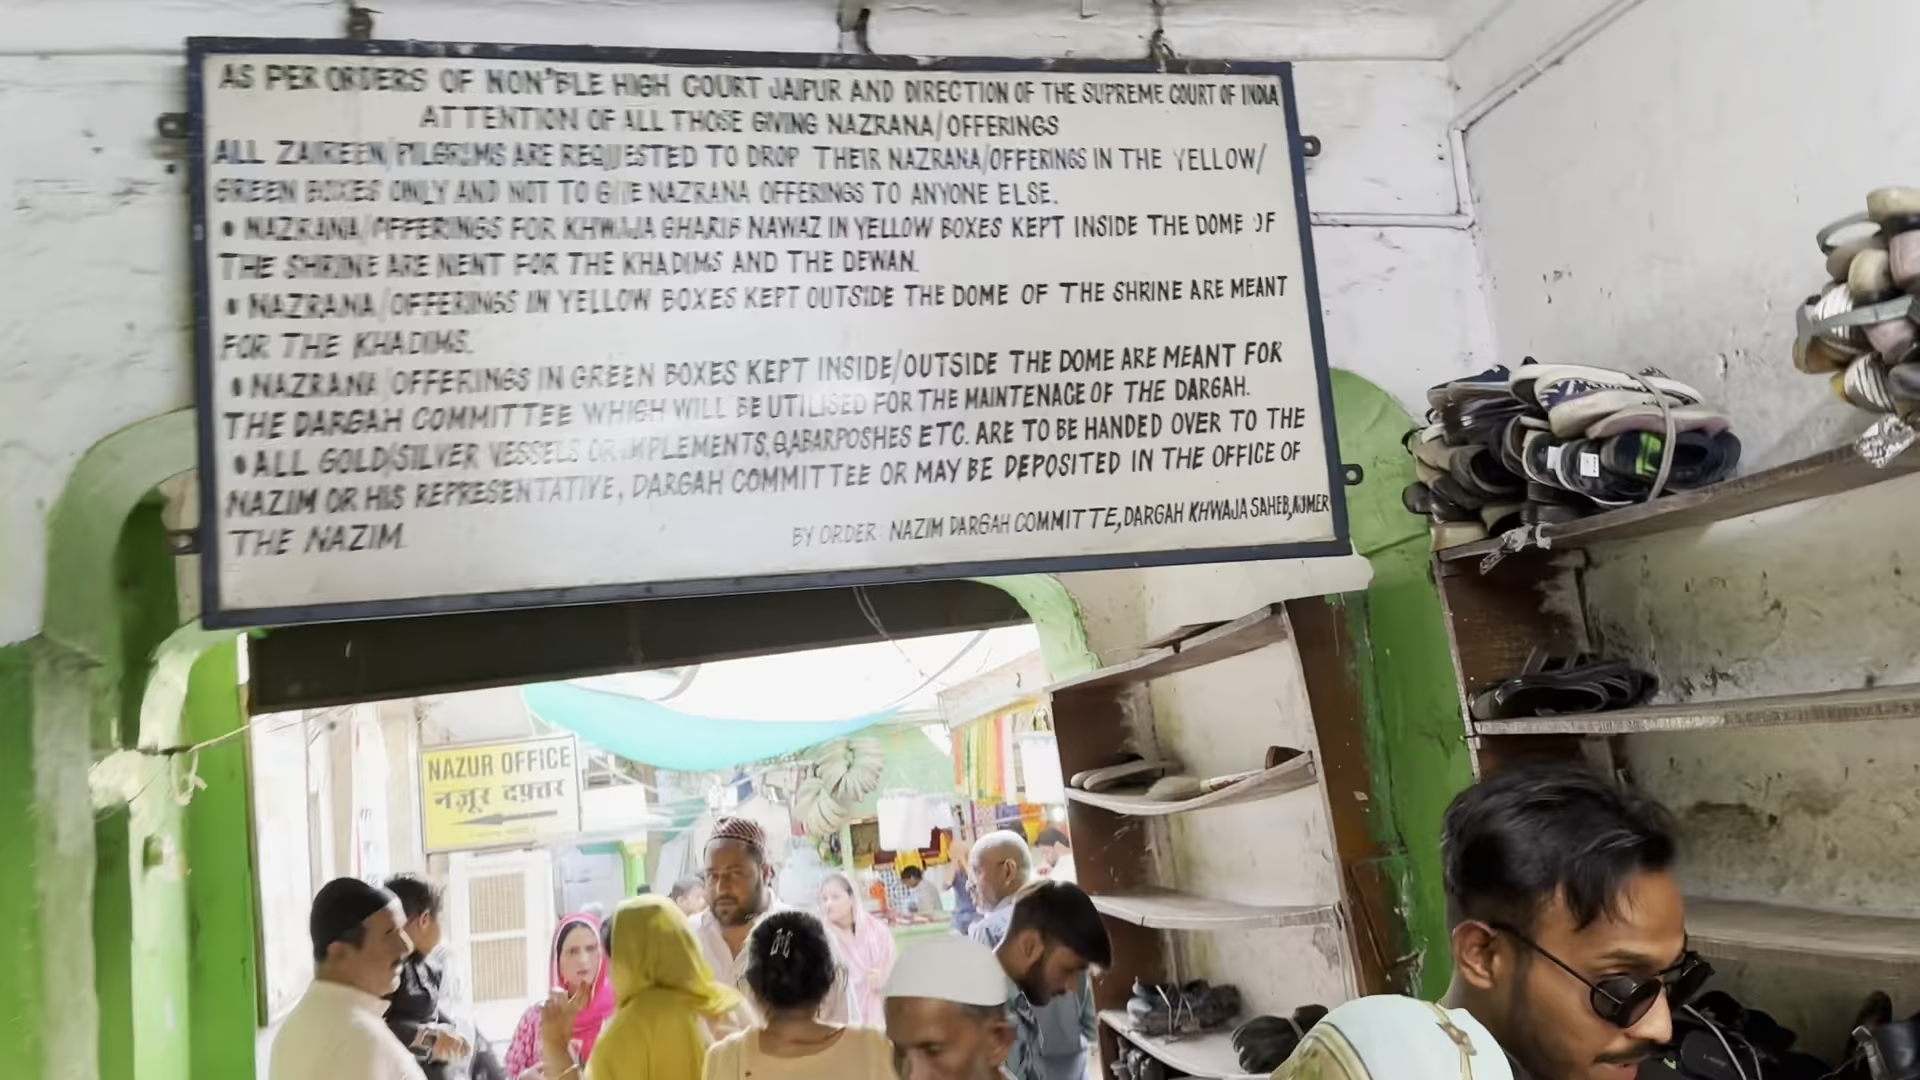 AS PER ORDERS OF NON'BLE HIGH COURT JAIPUR AND DIRECTION OF THE SUPREME COURT OF INDIA
ATTENTION OF ALL THOSE GIVING NAZRANA/OFFERINGS
ALL ZAIREEN/PILGRIMS ARE REQUESTED TO DROP THEIR NAZRANA/OFFERINGS IN THE YELLOW/
GREEN BOXES ONLY AND NOT TO GIVE NAZRANA OFFERINGS TO ANYONE ELSE.
• NAZRANA/OFFERINGS FOR KHWAJA GHARIB NAWAZ IN YELLOW BOXES KEPT INSIDE THE DOME OF
THE SHRINE ARE NENT FOR THE KHADIMS AND THE DEWAN.
• NAZRANA/OFFERINGS IN YELLOW BOXES KEPT OUTSIDE THE DOME OF THE SHRINE ARE MEANT
FOR THE KHADIMS.
• NAZRANA/OFFERINGS IN GREEN BOXES KEPT INSIDE/OUTSIDE THE DOME ARE MEANT FOR
THE DARGAH COMMITTEE WHICH WILL BE UTILISED FOR THE MAINTENACE OF THE DARGAH.
• ALL GOLD/SILVER VESSELS OR IMPLEMENTS, QABARPOSHES ETC. ARE TO BE HANDED OVER TO THE
NAZIM OR HIS REPRESENTATIVE, DARGAH COMMITTEE OR MAY BE DEPOSITED IN THE OFFICE OF
THE NAZIM.
BY ORDER: NAZIM DARGAH COMMITTE, DARGAH KHWAJA SAHEB, AJMER
NAZUR OFFICE
नज़ूर दफ़्तर